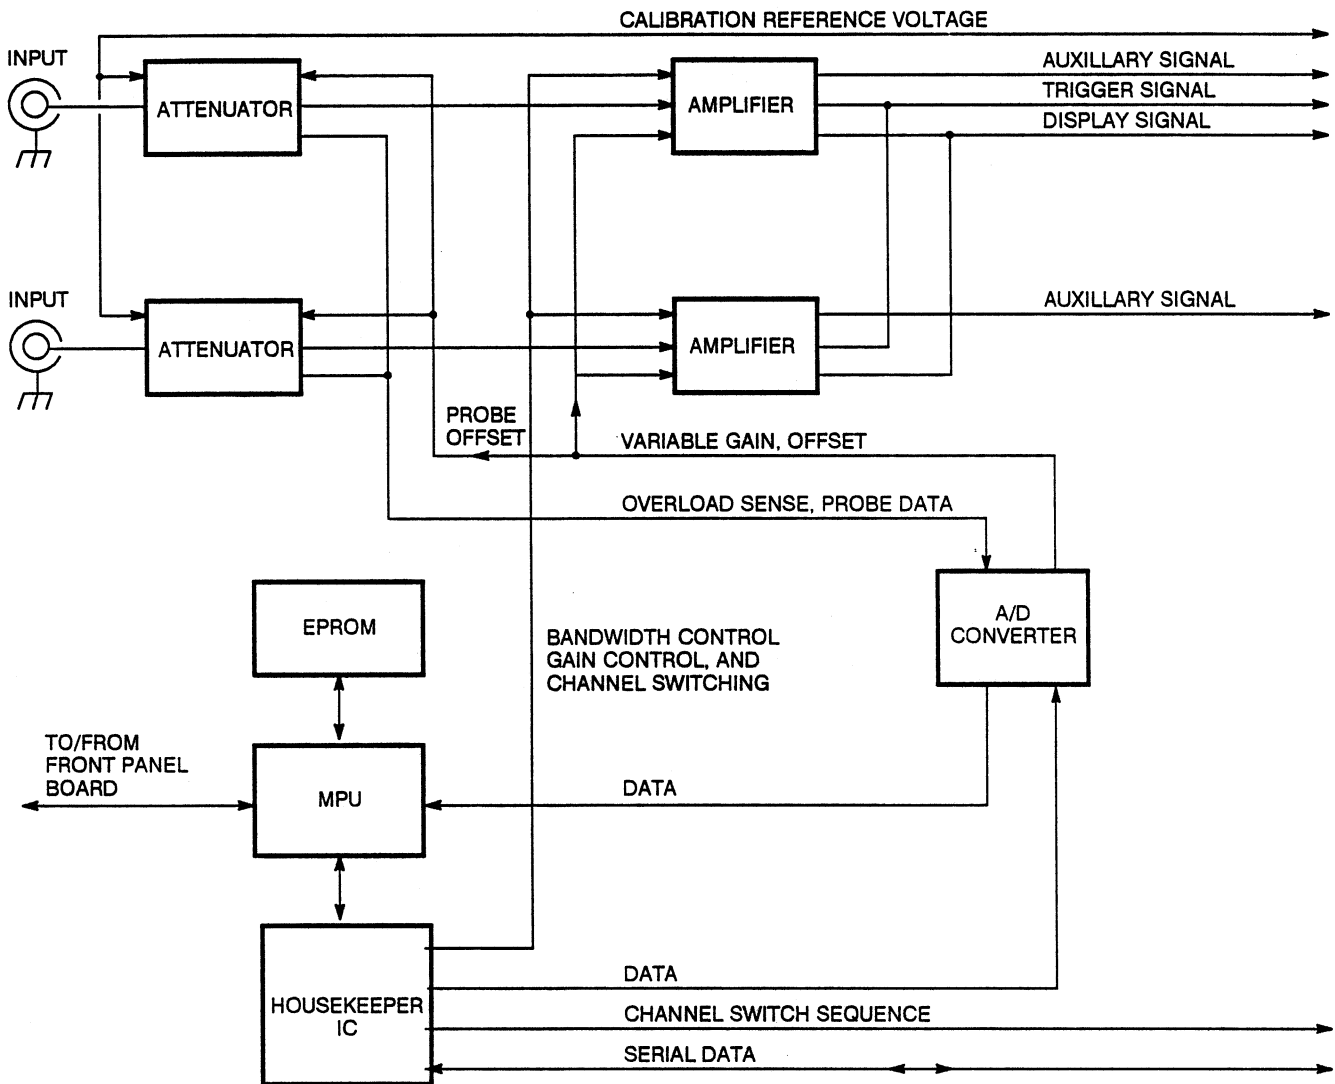 CALIBRATION REFERENCE VOLTAGE
INPUT
ATTENUATOR
AMPLIFIER
AUXILLARY SIGNAL
TRIGGER SIGNAL
DISPLAY SIGNAL
INPUT
ATTENUATOR
AMPLIFIER
AUXILLARY SIGNAL
PROBE
OFFSET
VARIABLE GAIN, OFFSET
OVERLOAD SENSE, PROBE DATA
EPROM
BANDWIDTH CONTROL
GAIN CONTROL, AND
CHANNEL SWITCHING
A/D
CONVERTER
TO/FROM
FRONT PANEL
BOARD
MPU
DATA
HOUSEKEEPER
IC
DATA
CHANNEL SWITCH SEQUENCE
SERIAL DATA